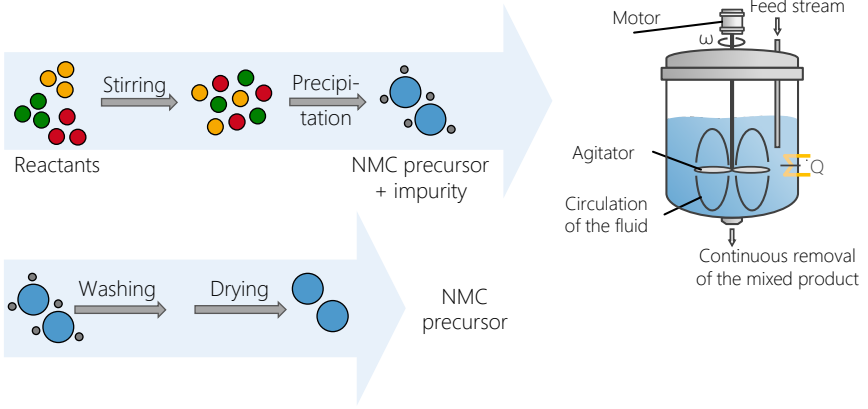 Stirring
Precipi-
tation
Reactants
NMC precursor
+ impurity
Motor
Feed stream
ω
Agitator
Q̇
Circulation
of the fluid
Continuous removal
of the mixed product
Washing
Drying
NMC
precursor